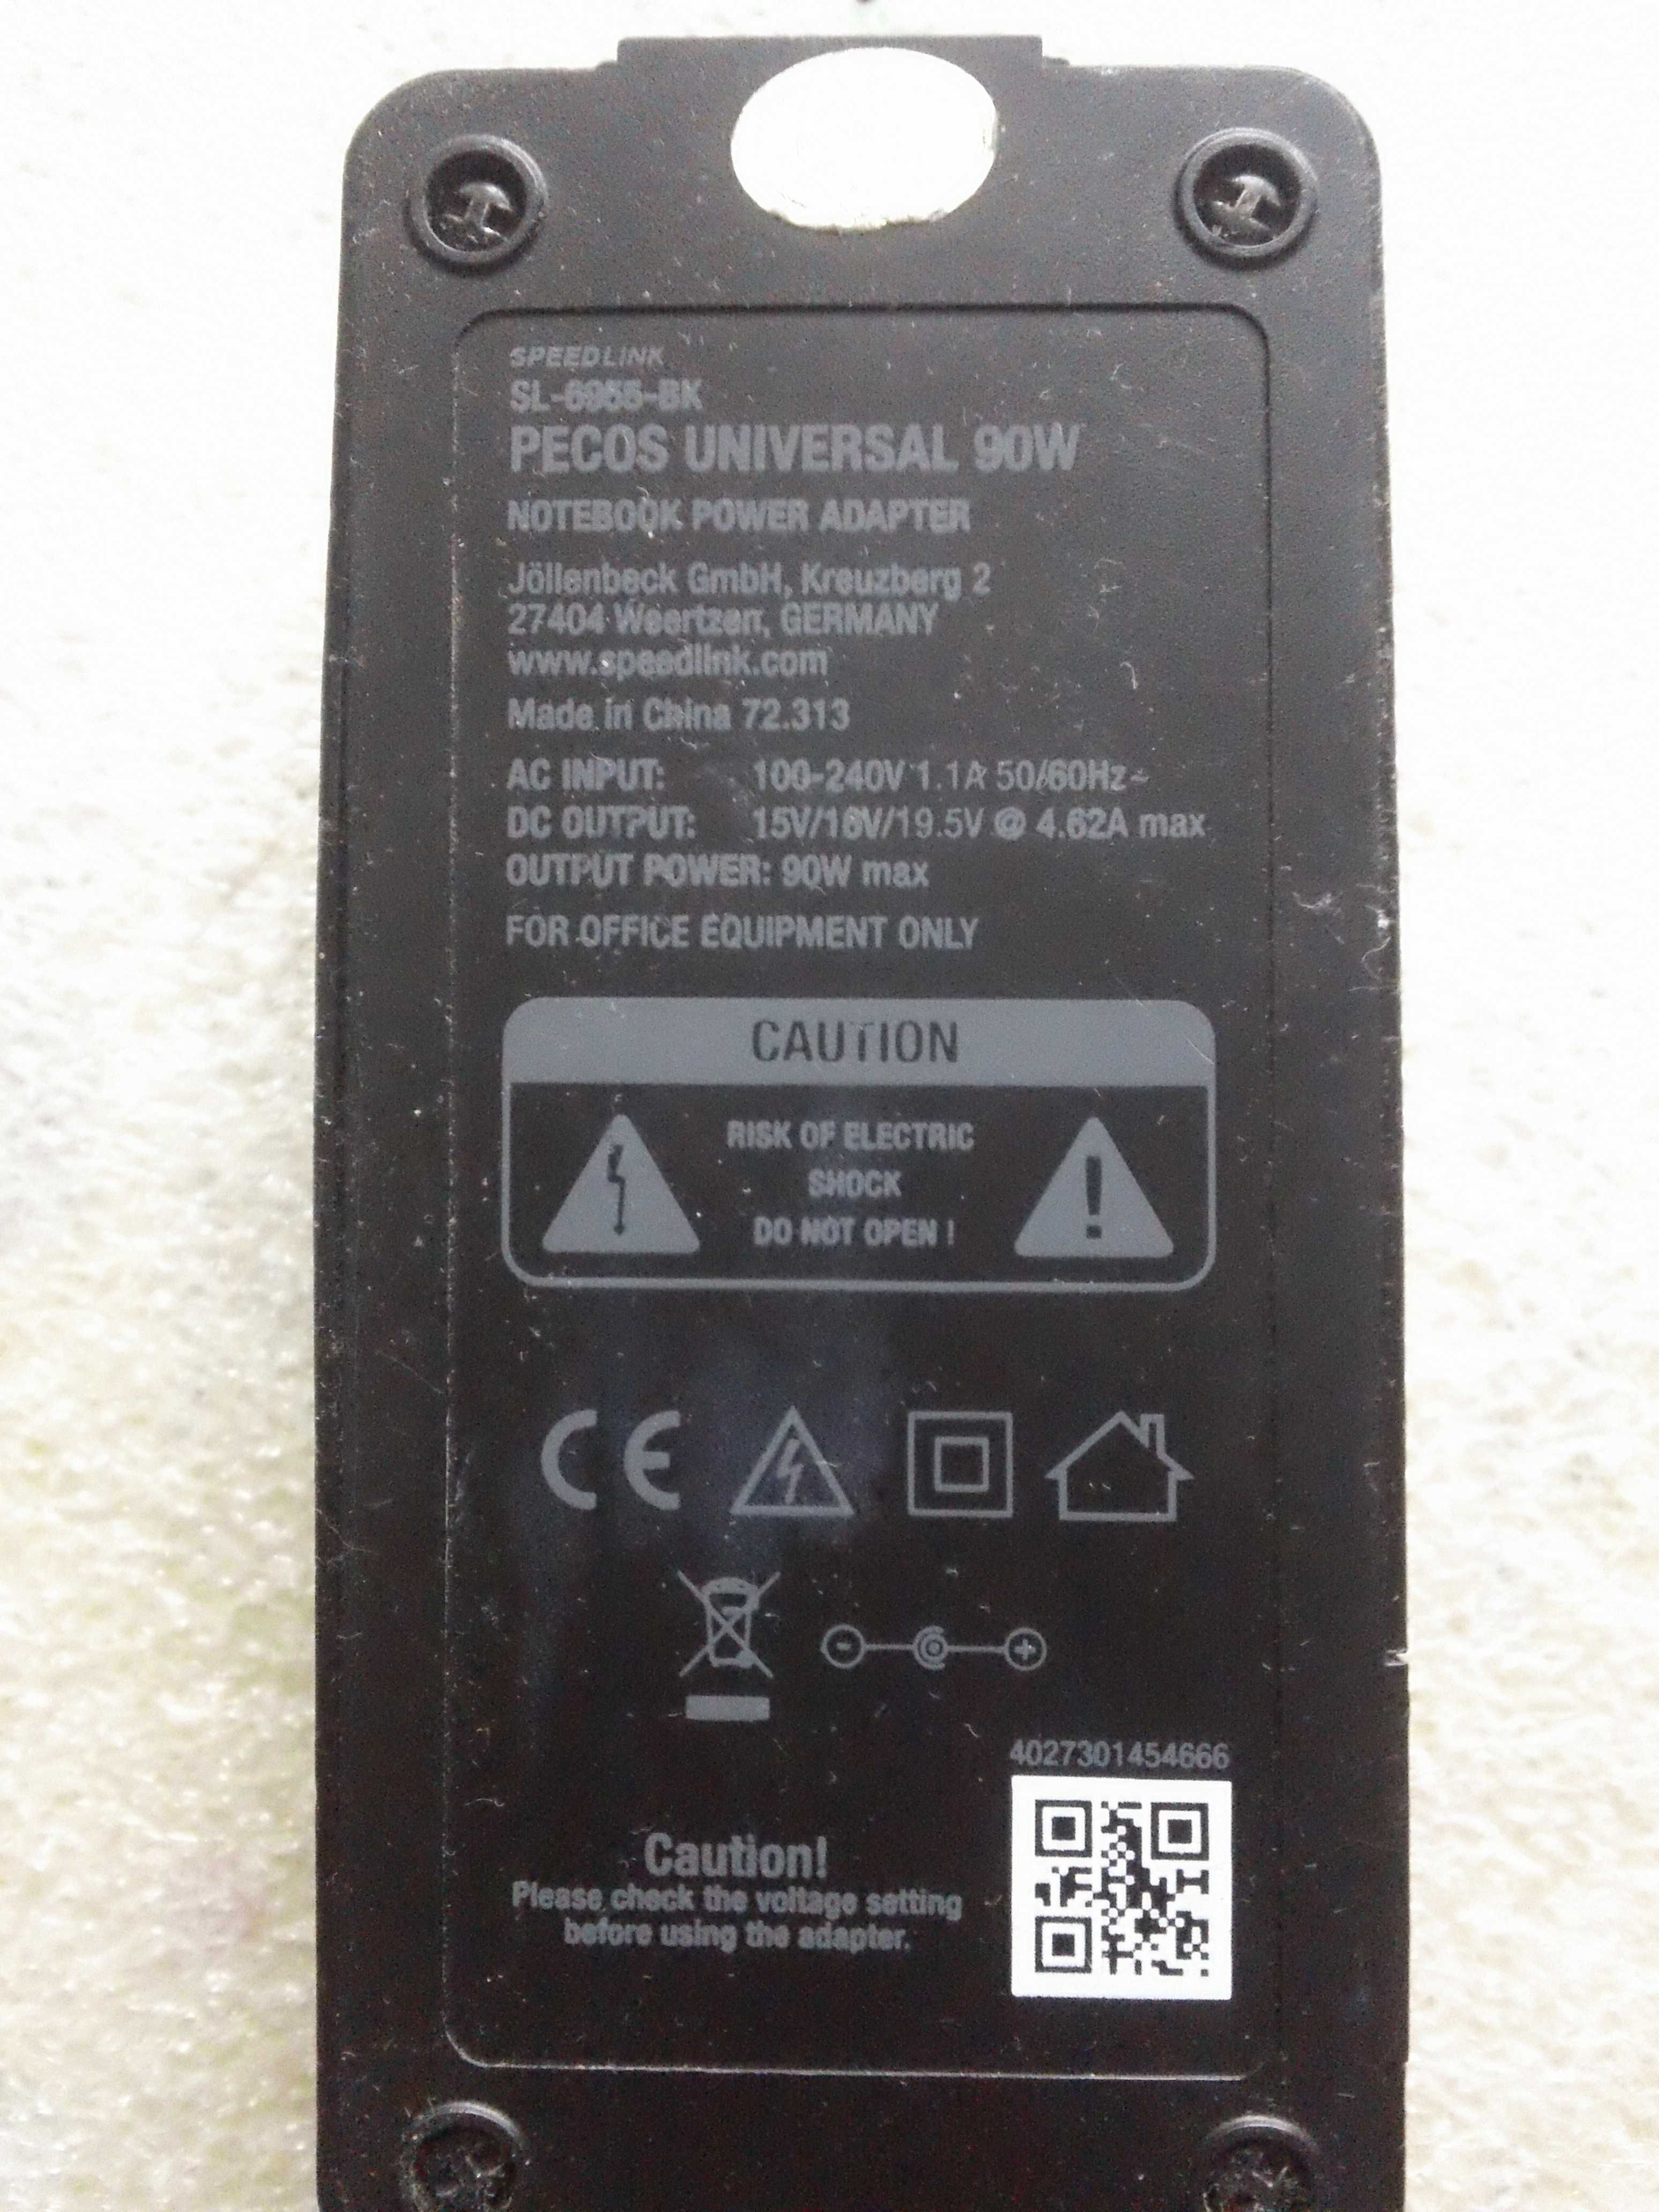 SPEEDLINK
SL-6955-BK
PECOS UNIVERSAL 90W
NOTEBOOK POWER ADAPTER
Jöllenbeck GmbH, Kreuzberg 2
27404 Weertzen, GERMANY
www.speedlink.com
Made in China 72.313
AC INPUT: 100-240V 1.1A 50/60Hz~
DC OUTPUT: 15V/18V/19.5V @ 4.62A max
OUTPUT POWER: 90W max
FOR OFFICE EQUIPMENT ONLY
CAUTION
RISK OF ELECTRIC
SHOCK
DO NOT OPEN !
CE
4027301454666
Caution!
Please check the voltage setting
before using the adapter.